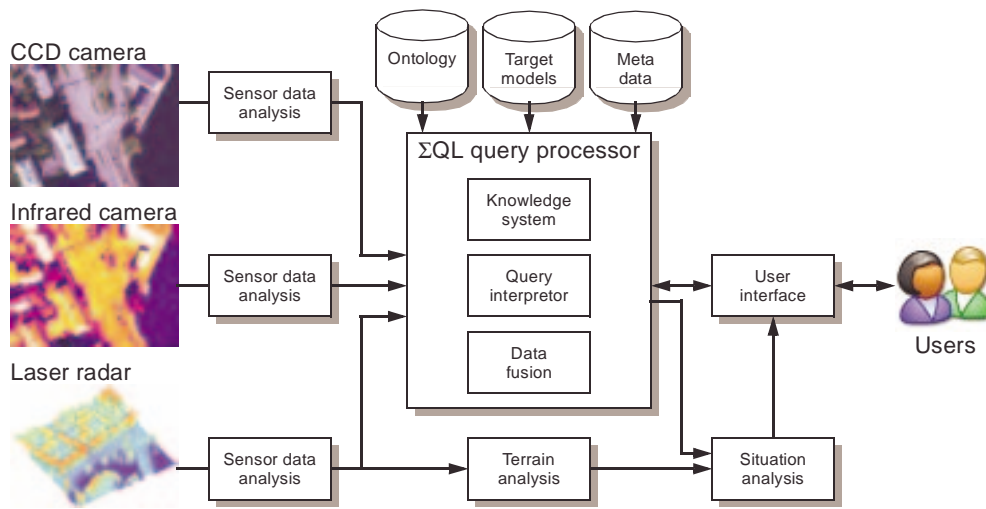 CCD camera
Sensor data
analysis
Ontology
Target
models
Meta
data
ΣQL query processor
Knowledge
system
Infrared camera
Sensor data
analysis
Query
interpretor
User
interface
Users
Data
fusion
Laser radar
Sensor data
analysis
Terrain
analysis
Situation
analysis